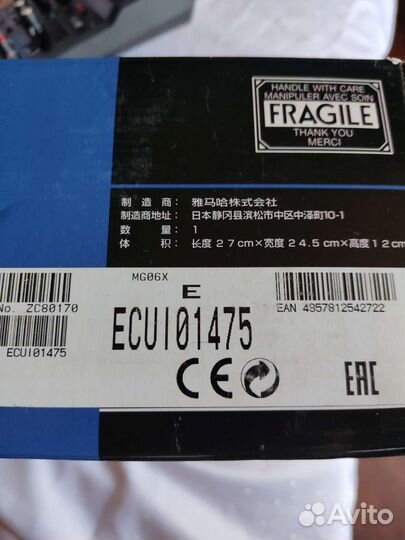 HANDLE WITH CARE
MANIPULER AVEC SOIN
FRAGILE
THANK YOU
MERCI
制造商: 雅马哈株式会社
制造商地址: 日本静冈县滨松市中区中泽町10-1
数量: 1
体积: 长度27cm×宽度24.5cm×高度12cm
MG06X
E
No. ZC80170
ECUI01475
EAN 4957812542722
ECUI01475
CE
EAC
Avito